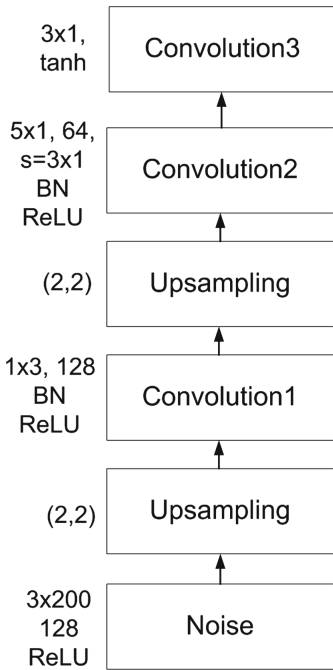 3x1,
tanh
Convolution3
5x1, 64,
s=3x1
BN
ReLU
Convolution2
(2,2)
Upsampling
1x3, 128
BN
ReLU
Convolution1
(2,2)
Upsampling
3x200
128
ReLU
Noise